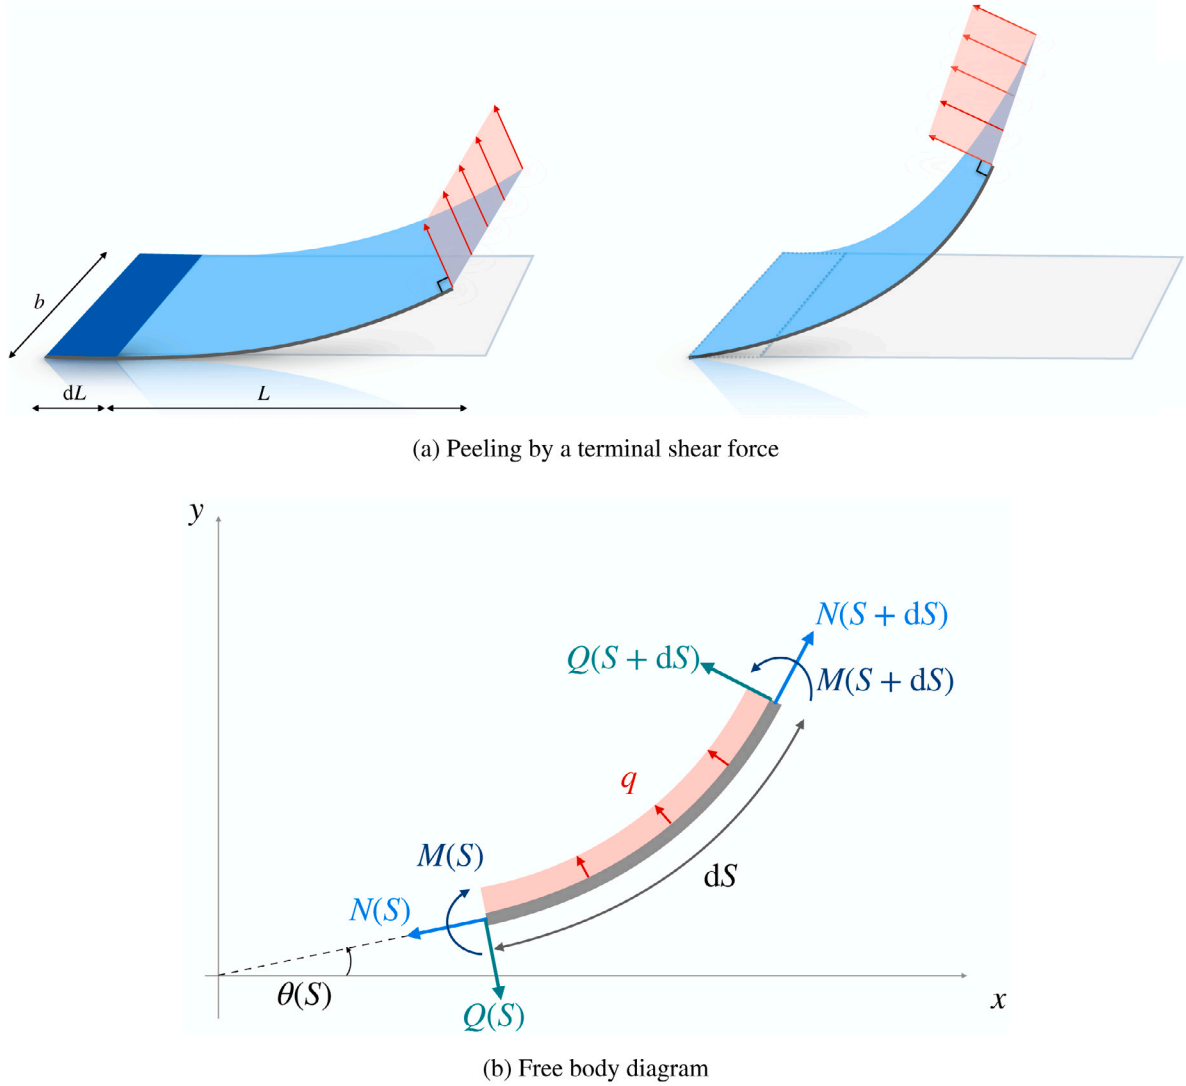 b
dL
L
(a) Peeling by a terminal shear force
y
N(S + dS)
Q(S + dS)
M(S + dS)
q
M(S)
dS
N(S)
θ(S)
x
Q(S)
(b) Free body diagram